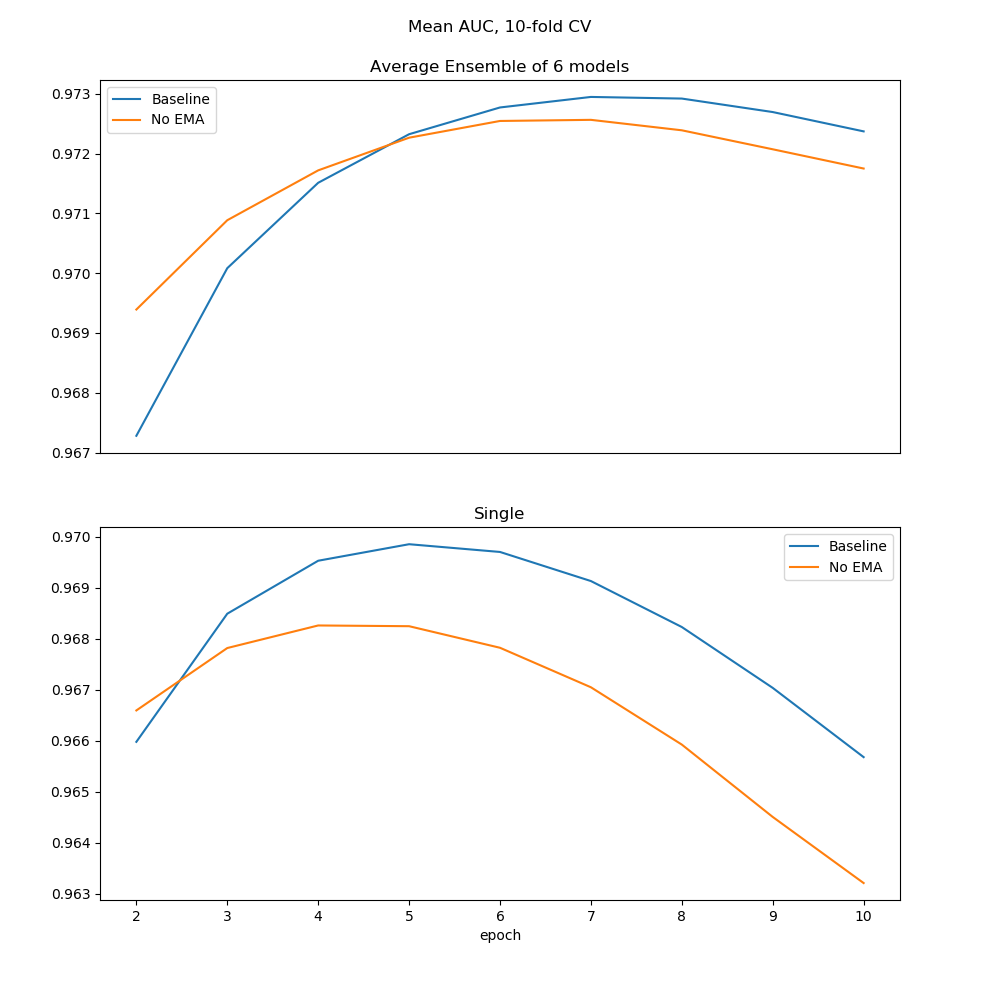 Mean AUC, 10-fold CV
Average Ensemble of 6 models
Baseline
No EMA
0.973
0.972
0.971
0.970
0.969
0.968
0.967
Single
Baseline
No EMA
0.970
0.969
0.968
0.967
0.966
0.965
0.964
0.963
2 3 4 5 6 7 8 9 10
epoch